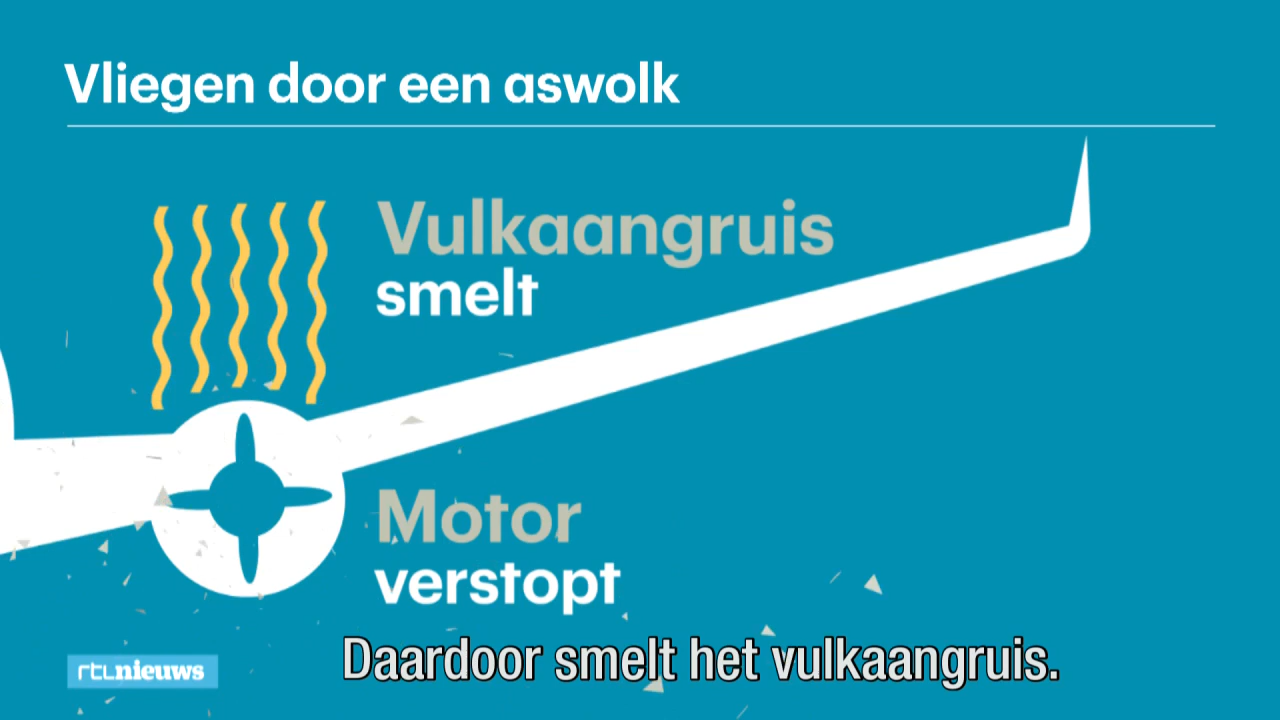 Vliegen door een aswolk
Vulkaangruis
smelt
Motor
verstopt
rtlnieuws
Daardoor smelt het vulkaangruis.